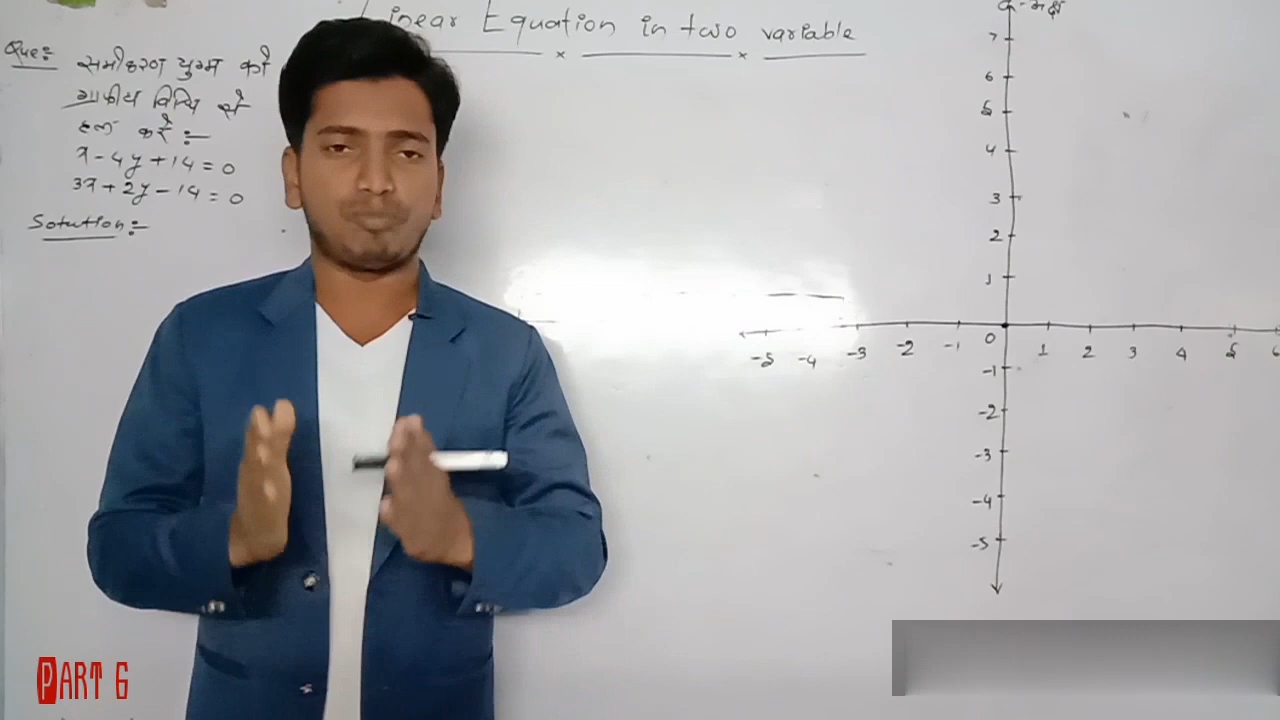 Linear Equation in two variable
Que:- समीकरण युग्म को
ग्राफीय विधि से
हल करें :-
x - 4y + 14 = 0
3x + 2y - 14 = 0
Solution :-
7
6
5
4
3
2
1
-5 -4 -3 -2 -1 0 1 2 3 4 5 6
-1
-2
-3
-4
-5
PART 6